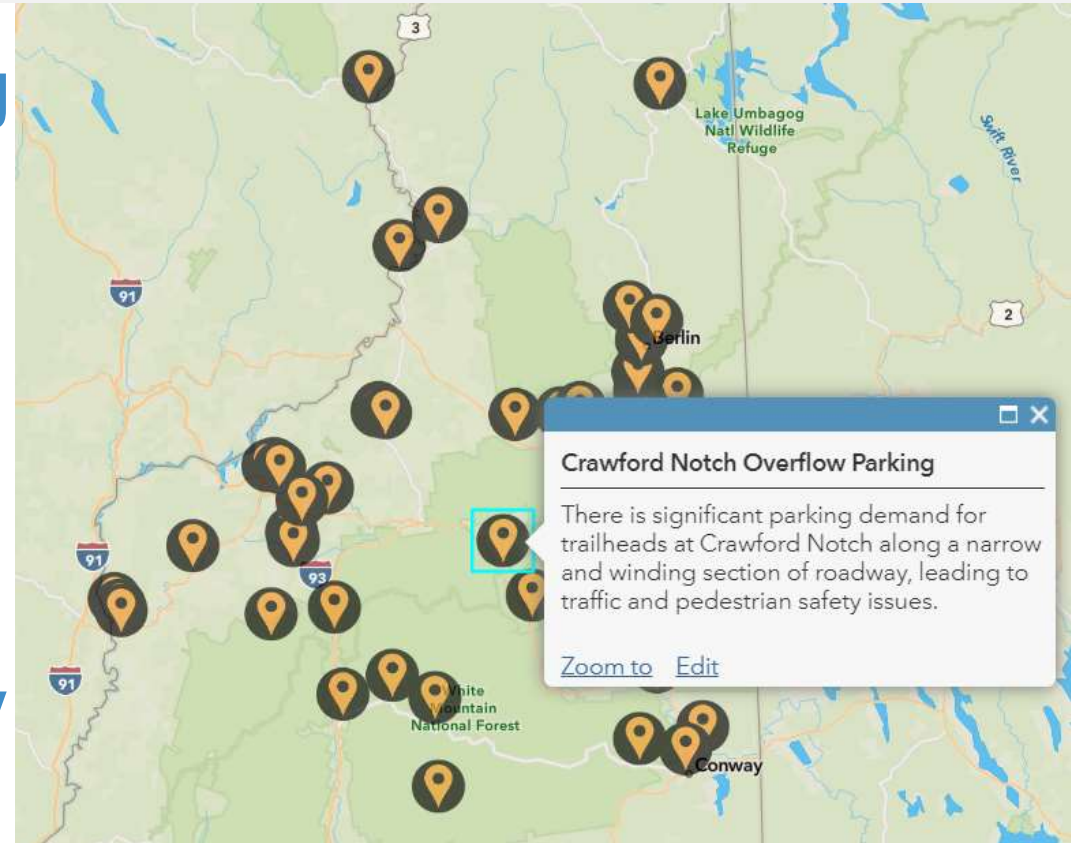 3
Lake Umbagog
Natl Wildlife
Refuge
Swift River
91
2
Berlin
Crawford Notch Overflow Parking
There is significant parking demand for
trailheads at Crawford Notch along a narrow
and winding section of roadway, leading to
traffic and pedestrian safety issues.
Zoom to Edit
91
93
91
White
Mountain
National Forest
Conway